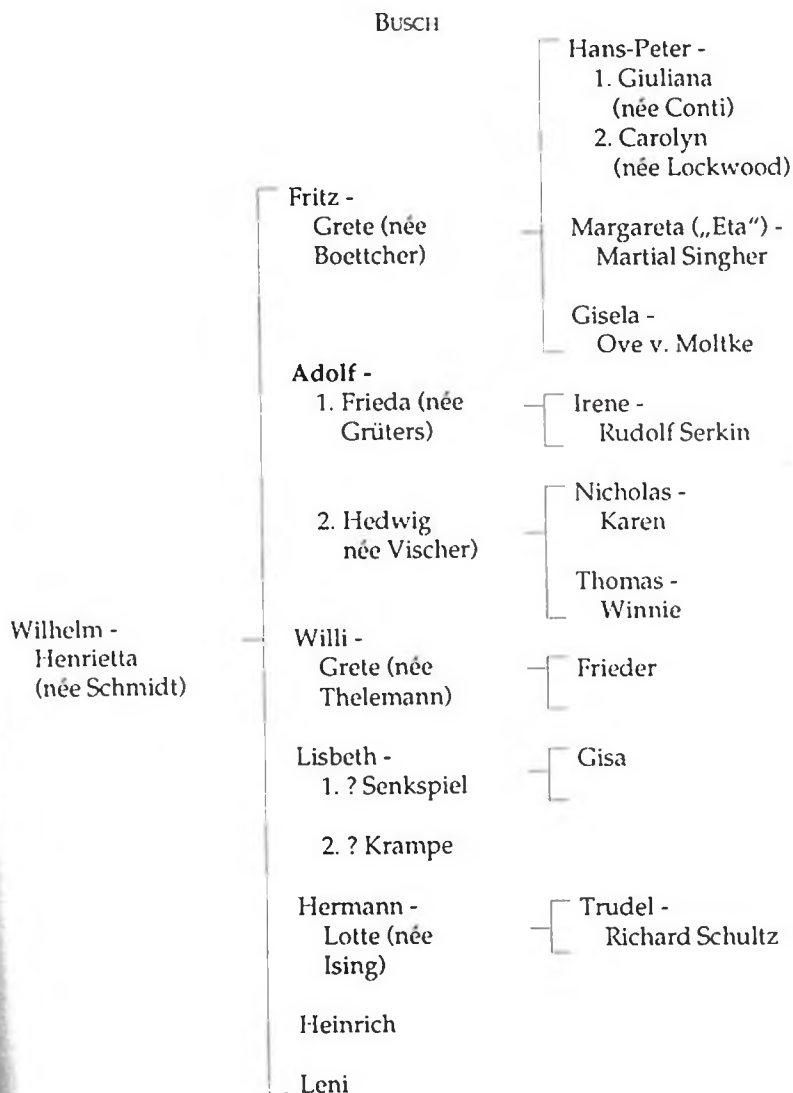 BUSCH
Hans-Peter -
1. Giuliana
(née Conti)
2. Carolyn
(née Lockwood)
Fritz -
Grete (née
Boettcher)
Margareta („Eta“) -
Martial Singher
Gisela -
Ove v. Moltke
Adolf -
1. Frieda (née
Grüters)
Irene -
Rudolf Serkin
2. Hedwig
née Vischer)
Nicholas -
Karen
Thomas -
Winnie
Wilhelm -
Henrietta
(née Schmidt)
Willi -
Grete (née
Thelemann)
Frieder
Lisbeth -
1. ? Senkspiel
Gisa
2. ? Krampe
Hermann -
Lotte (née
Ising)
Trudel -
Richard Schultz
Heinrich
Leni